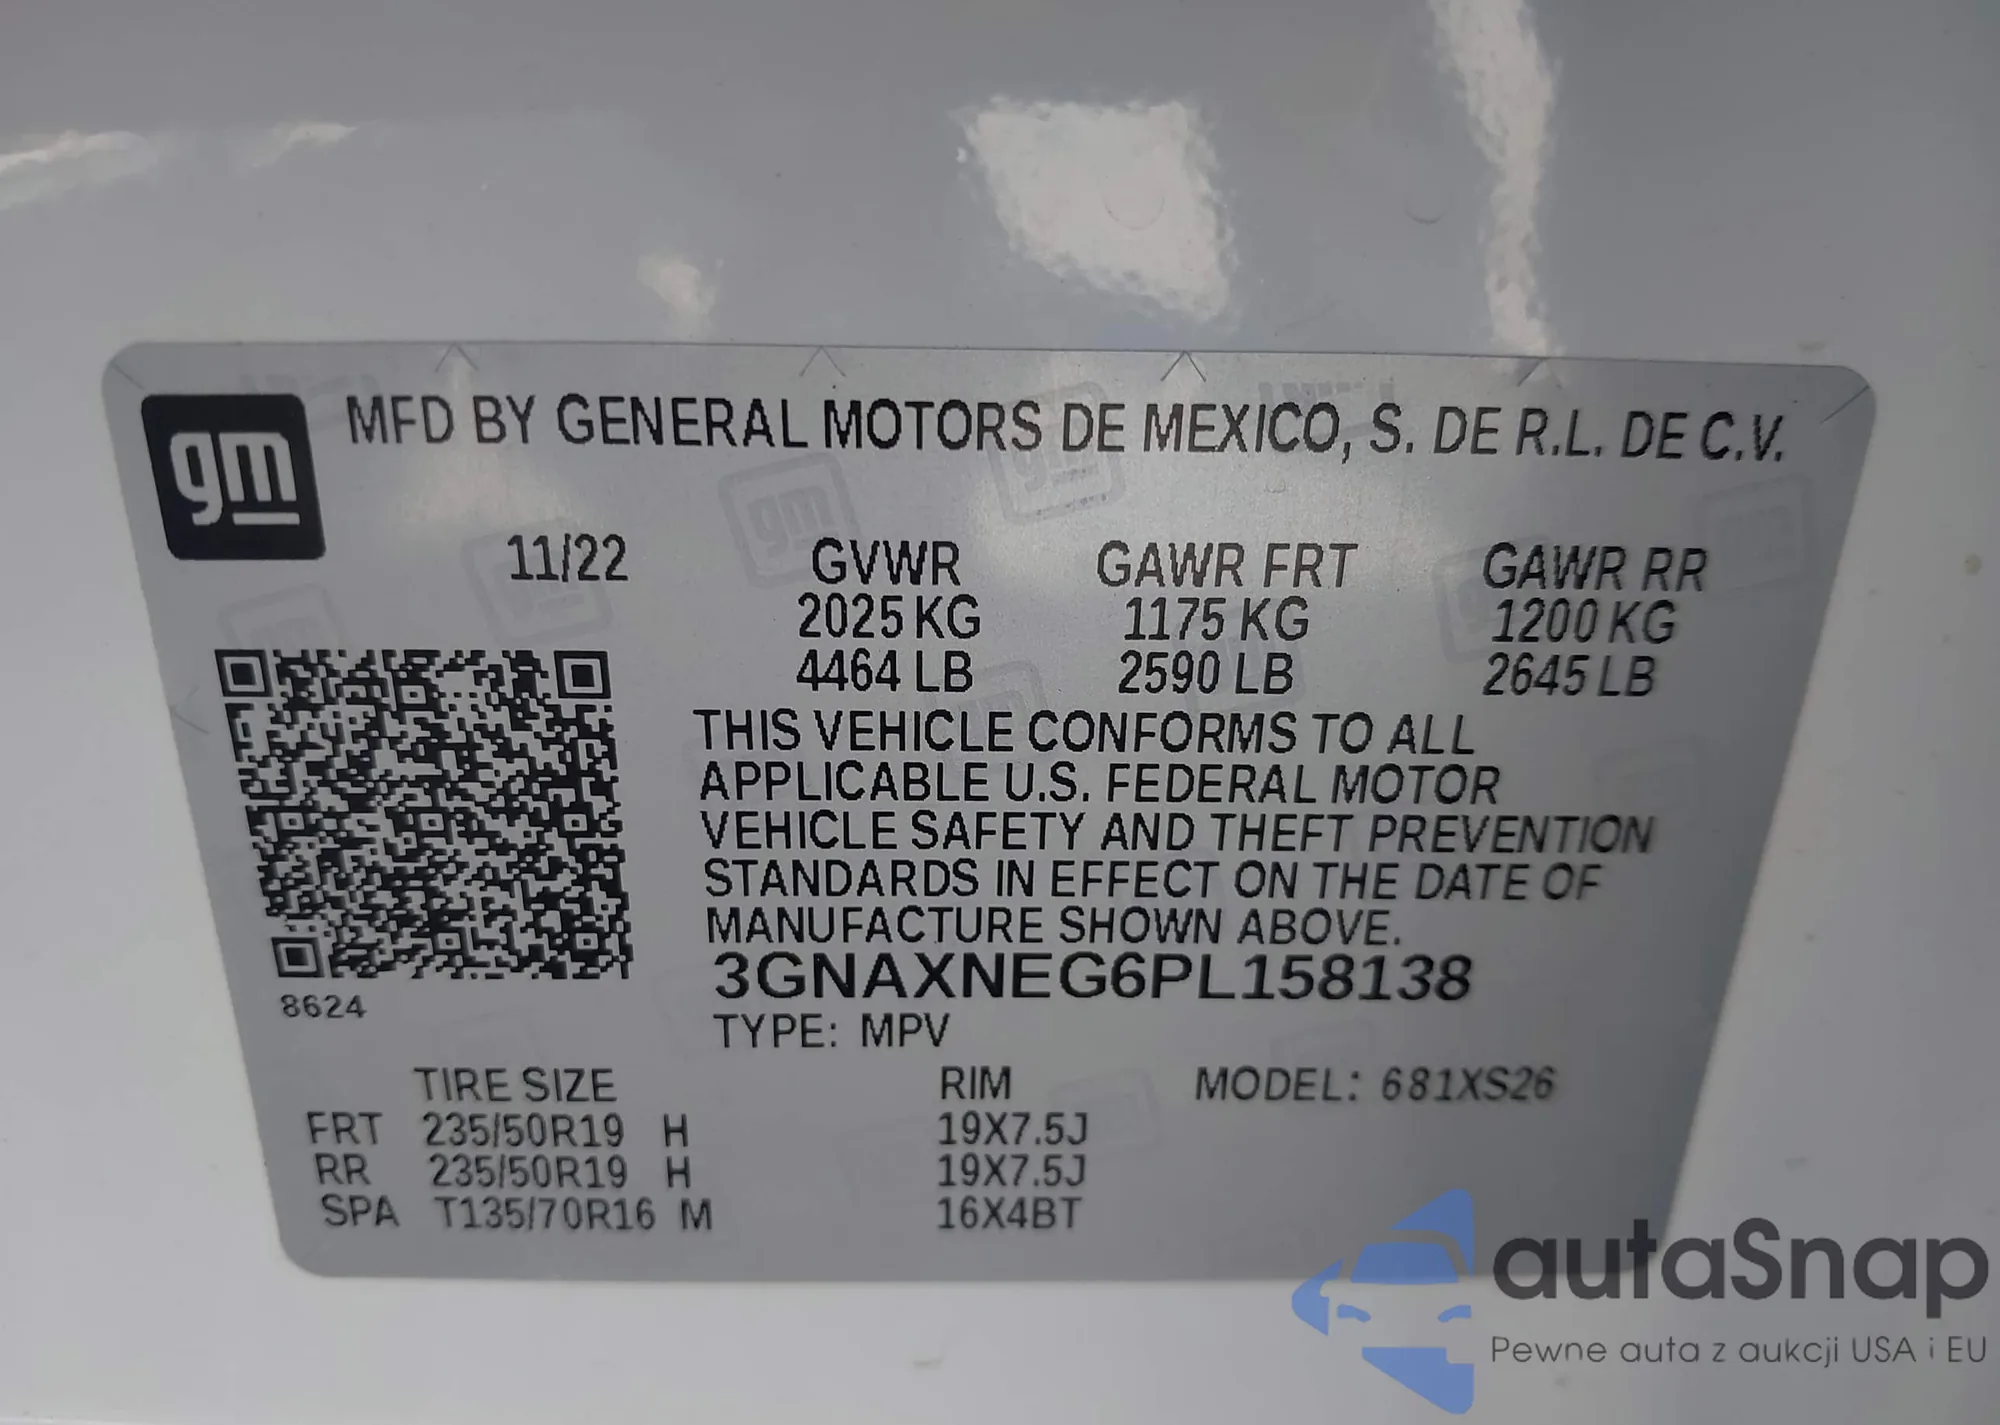 gm
MFD BY GENERAL MOTORS DE MEXICO, S. DE R.L. DE C.V.
11/22 GVWR GAWR FRT GAWR RR
2025 KG 1175 KG 1200 KG
4464 LB 2590 LB 2645 LB
THIS VEHICLE CONFORMS TO ALL
APPLICABLE U.S. FEDERAL MOTOR
VEHICLE SAFETY AND THEFT PREVENTION
STANDARDS IN EFFECT ON THE DATE OF
MANUFACTURE SHOWN ABOVE.
3GNAXNEG6PL158138
8624
TYPE: MPV
TIRE SIZE RIM MODEL: 681XS26
FRT 235/50R19 H 19X7.5J
RR 235/50R19 H 19X7.5J
SPA T135/70R16 M 16X4BT
autaSnap
Pewne auta z aukcji USA i EU